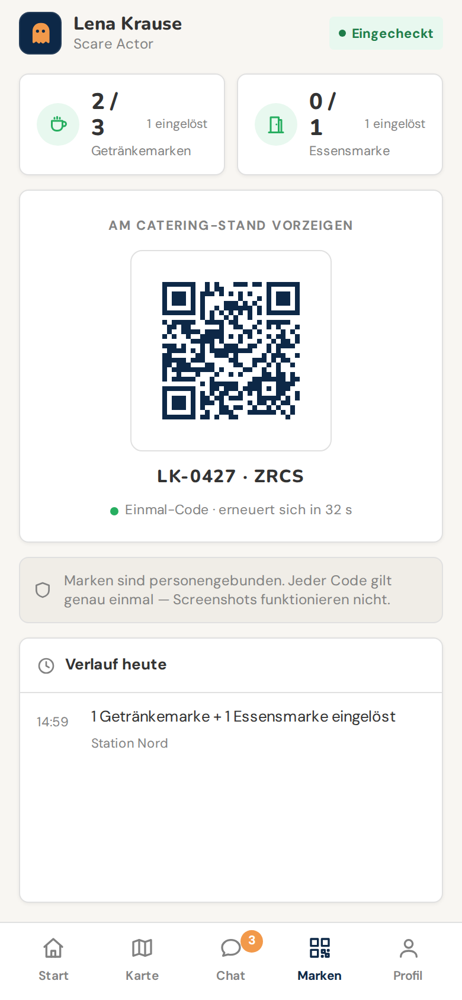 Lena Krause
Scare Actor
Eingecheckt
2 /
3
1 eingelöst
Getränkemarken
0 /
1
1 eingelöst
Essensmarke
AM CATERING-STAND VORZEIGEN
LK-0427 · ZRCS
Einmal-Code · erneuert sich in 32 s
Marken sind personengebunden. Jeder Code gilt
genau einmal — Screenshots funktionieren nicht.
Verlauf heute
14:59
1 Getränkemarke + 1 Essensmarke eingelöst
Station Nord
3
Start
Karte
Chat
Marken
Profil